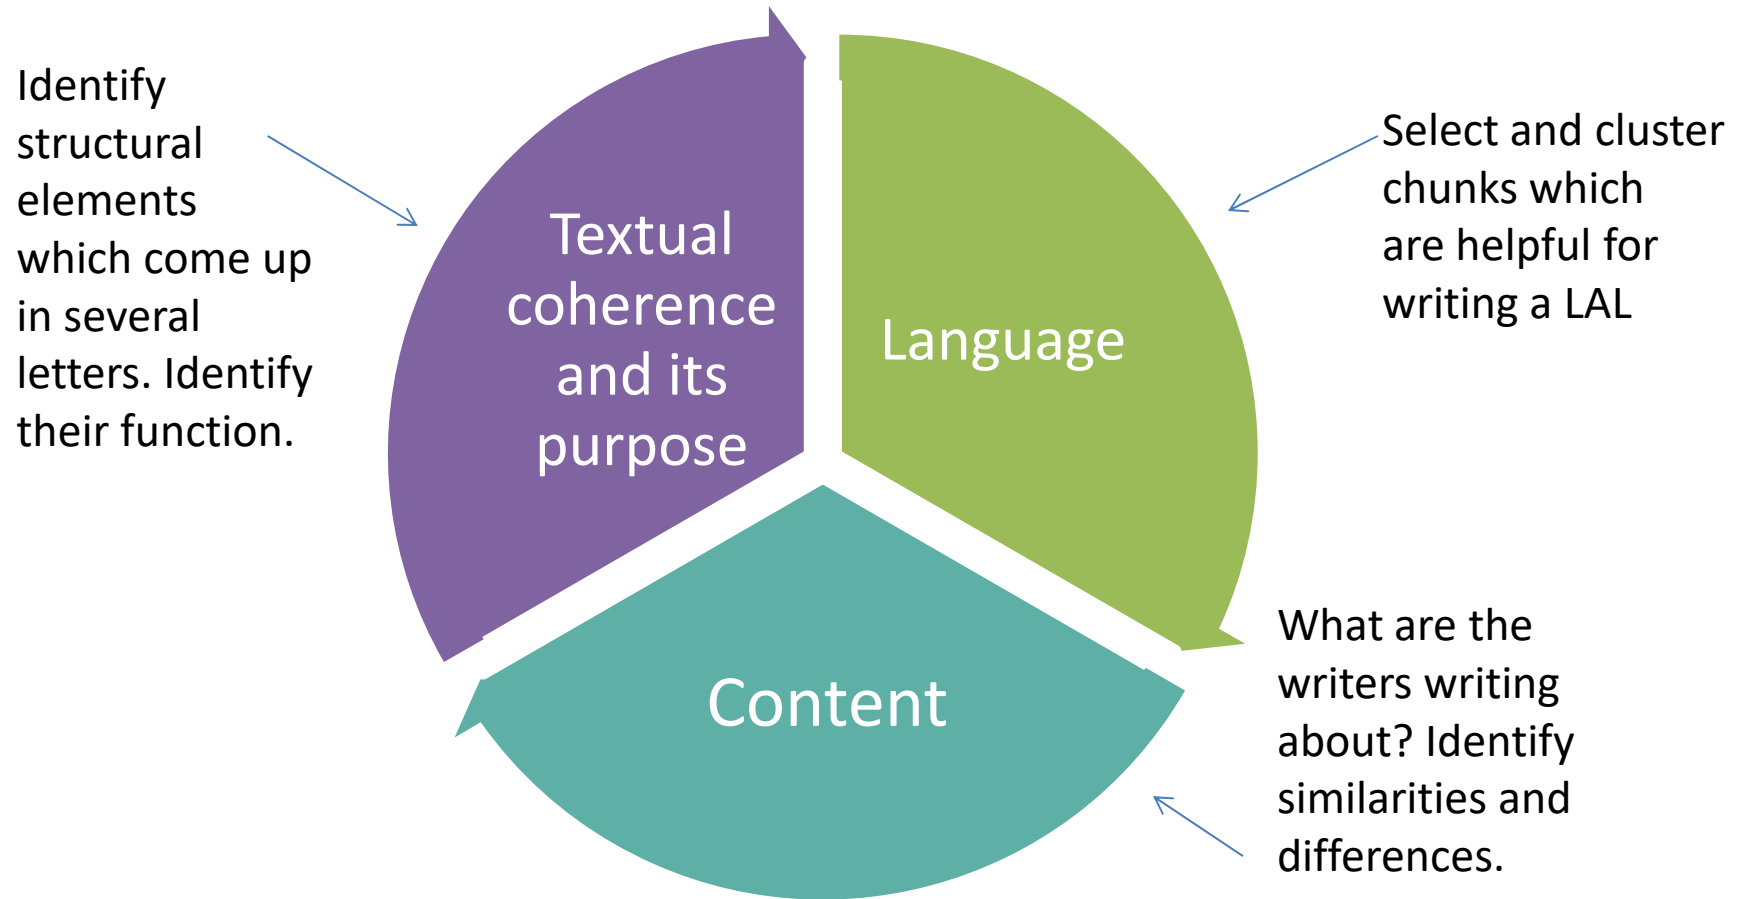 Identify
structural
elements
which come up
in several
letters. Identify
their function.
Textual
coherence
and its
purpose
Language
Select and cluster
chunks which
are helpful for
writing a LAL
Content
What are the
writers writing
about? Identify
similarities and
differences.